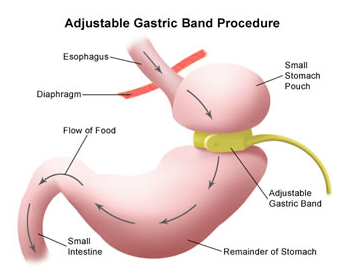 Adjustable Gastric Band Procedure
Esophagus
Small
Stomach
Pouch
Diaphragm
Flow of Food
Adjustable
Gastric Band
Small
Intestine
Remainder of Stomach